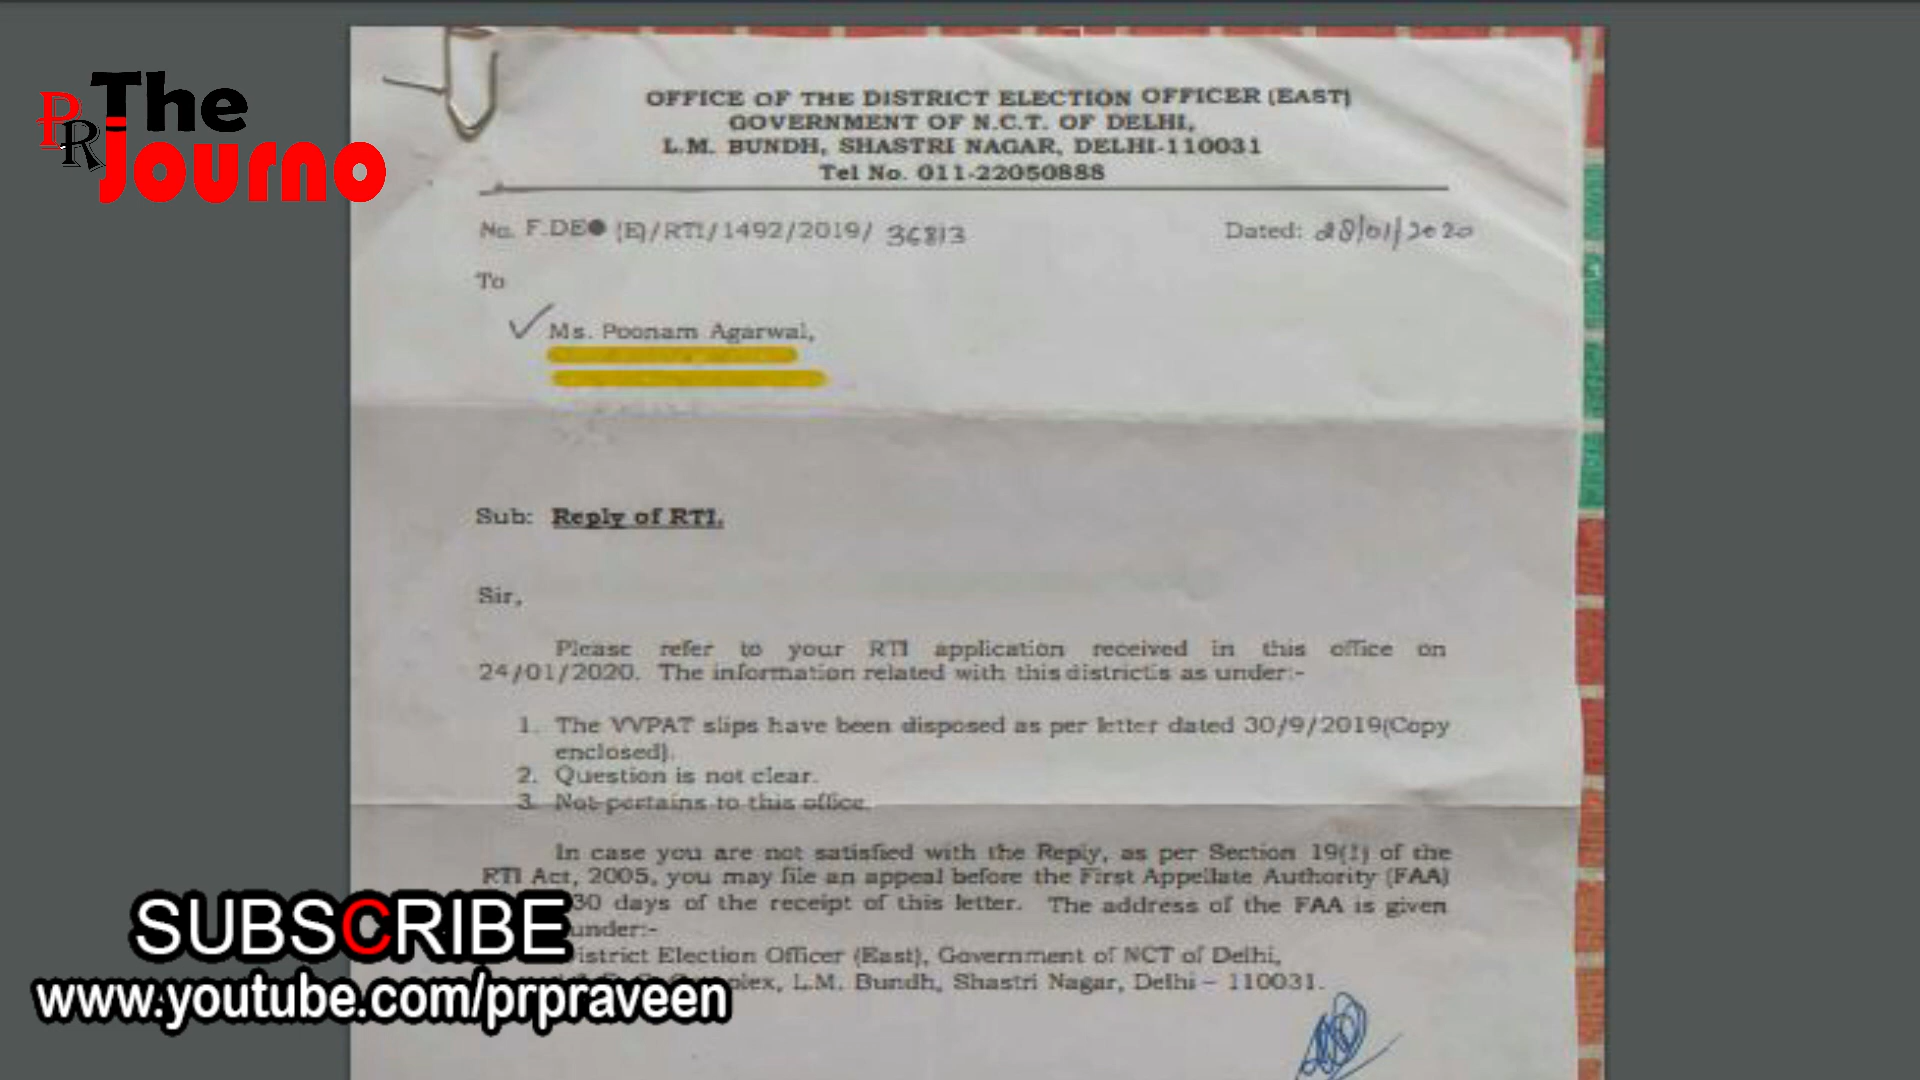 PR The
Journo
OFFICE OF THE DISTRICT ELECTION OFFICER (EAST)
GOVERNMENT OF N.C.T. OF DELHI,
L.M. BUNDH, SHASTRI NAGAR, DELHI-110031
Tel No. 011-22050888
No. F.DEO (E)/RTI/1492/2019/ 36813 Dated: 28/01/2020
To
Ms. Poonam Agarwal,
Sub: Reply of RTI.
Sir,
Please refer to your RTI application received in this office on
24/01/2020. The information related with this districtis as under:-
1. The VVPAT slips have been disposed as per letter dated 30/9/2019(Copy
enclosed).
2. Question is not clear.
3. Not pertains to this office.
In case you are not satisfied with the Reply, as per Section 19(1) of the
RTI Act, 2005, you may file an appeal before the First Appellate Authority (FAA)
30 days of the receipt of this letter. The address of the FAA is given
under:-
District Election Officer (East), Government of NCT of Delhi,
L.M. Bundh, Shastri Nagar, Delhi – 110031.
SUBSCRIBE
www.youtube.com/prpraveen